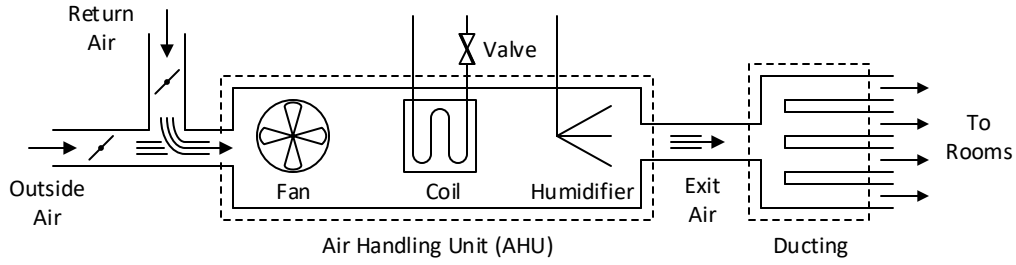 Return
Air
Valve
To
Rooms
Outside
Air
Fan
Coil
Humidifier
Exit
Air
Air Handling Unit (AHU)
Ducting